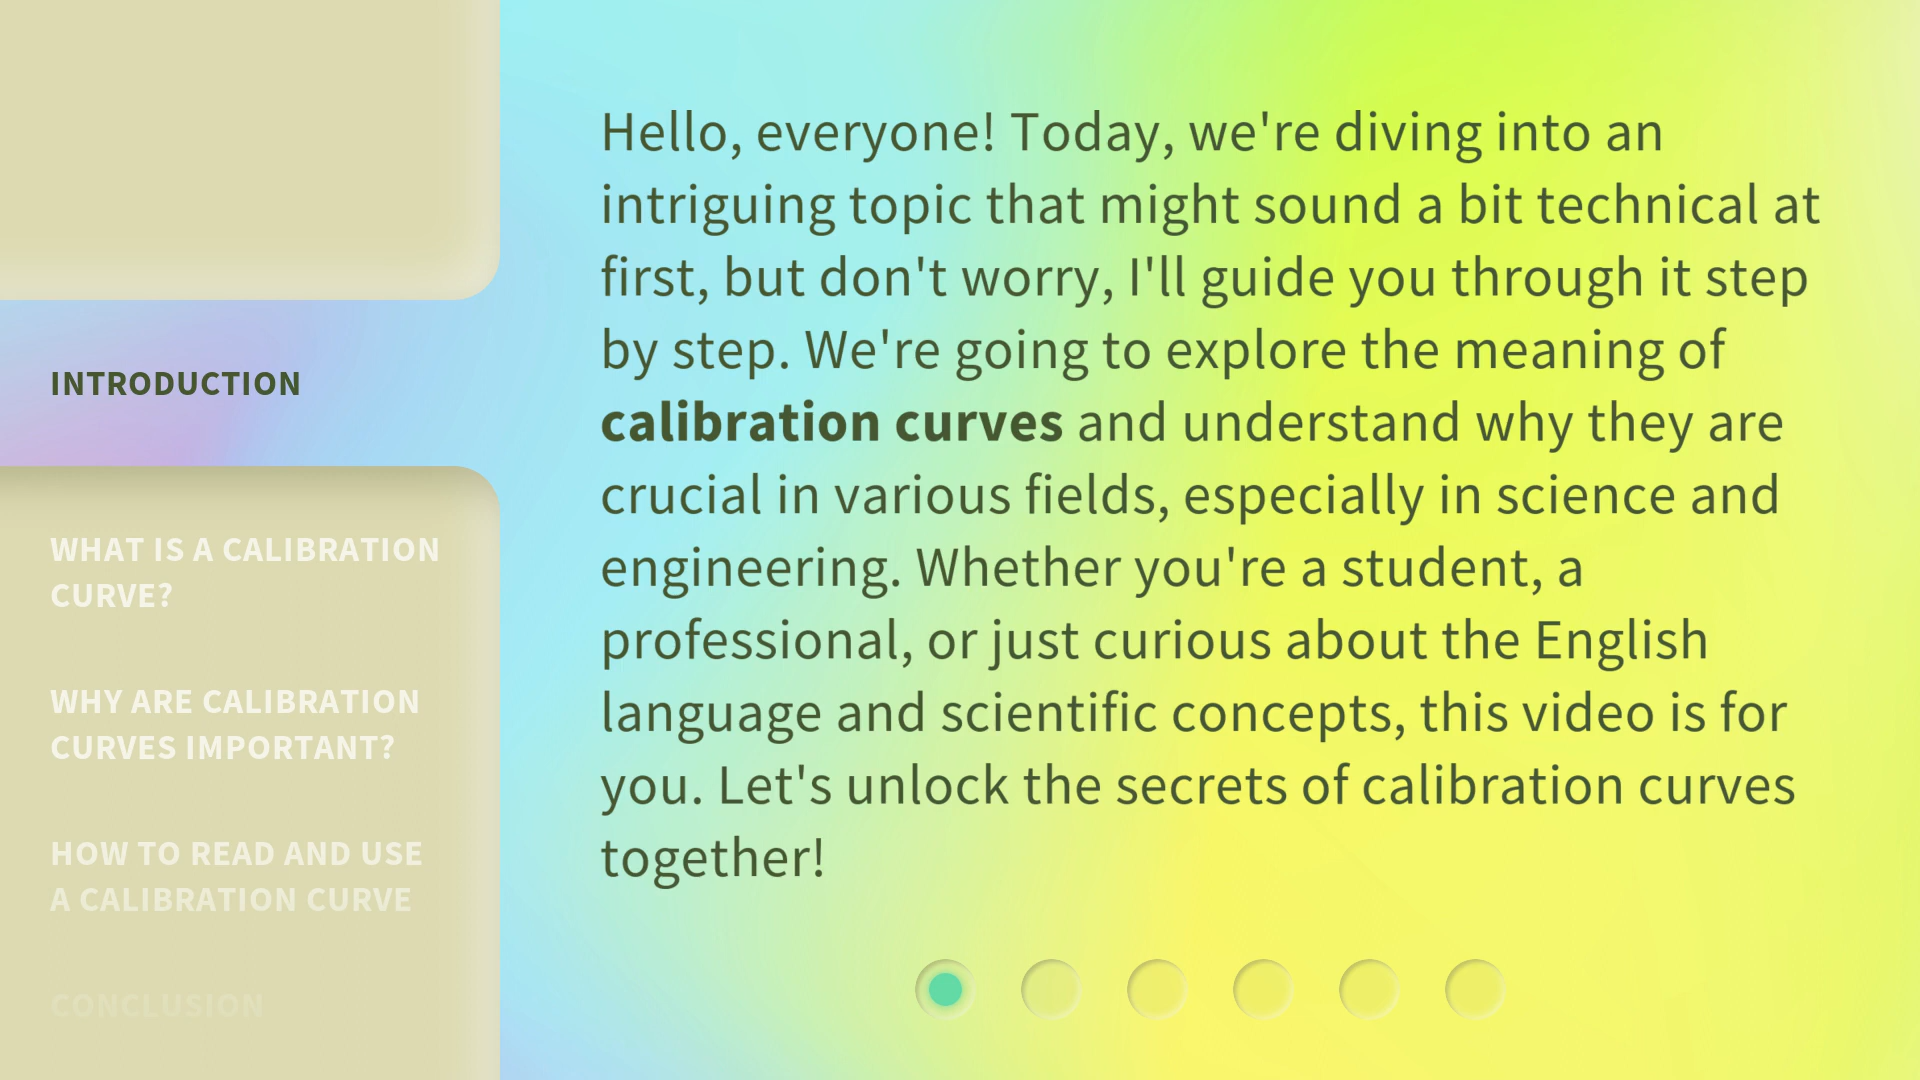 INTRODUCTION
WHAT IS A CALIBRATION
CURVE?
WHY ARE CALIBRATION
CURVES IMPORTANT?
HOW TO READ AND USE
A CALIBRATION CURVE
CONCLUSION
Hello, everyone! Today, we're diving into an
intriguing topic that might sound a bit technical at
first, but don't worry, I'll guide you through it step
by step. We're going to explore the meaning of
calibration curves and understand why they are
crucial in various fields, especially in science and
engineering. Whether you're a student, a
professional, or just curious about the English
language and scientific concepts, this video is for
you. Let's unlock the secrets of calibration curves
together!